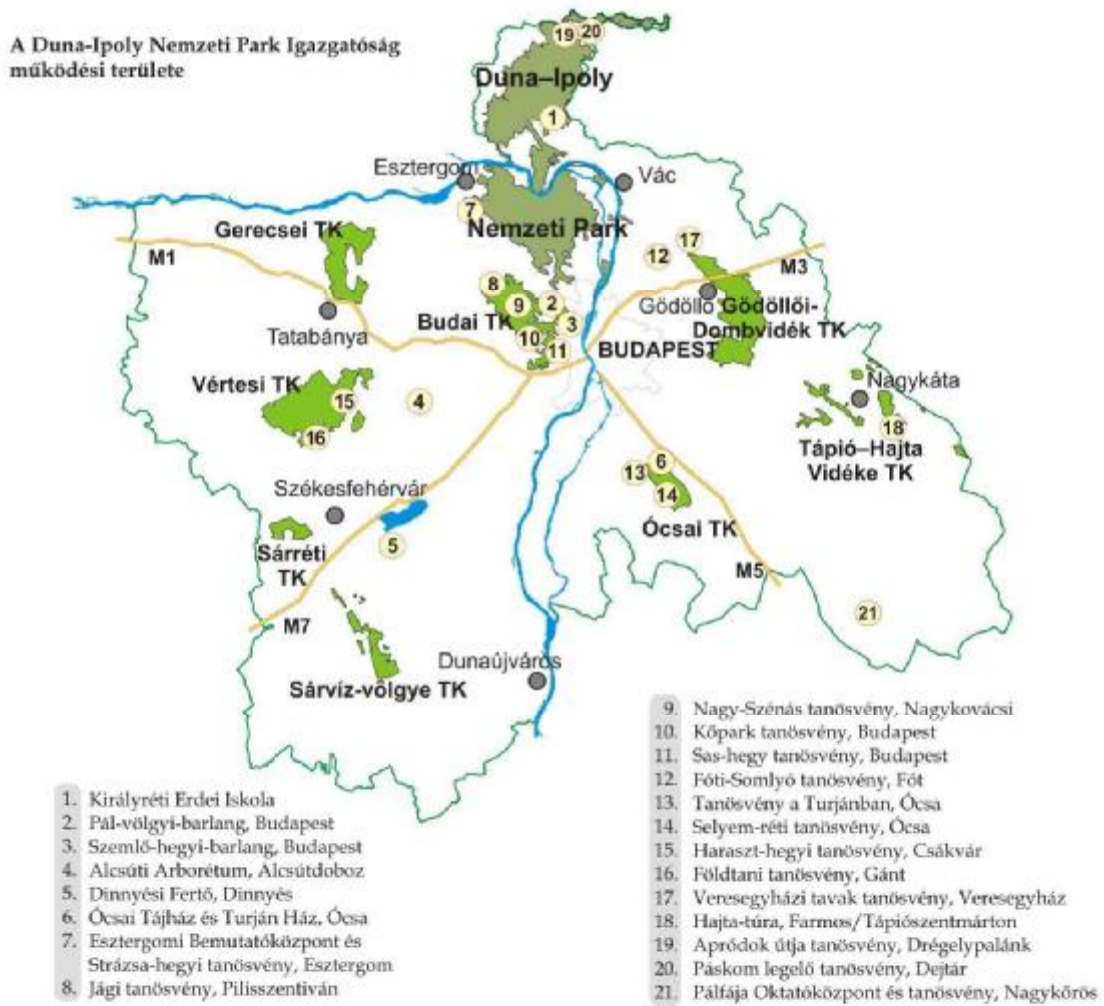 A Duna-Ipoly Nemzeti Park Igazgatóság
működési területe
19
20
Duna–Ipoly
1
Esztergom
Vác
7
Nemzeti Park
Gerecsei TK
17
12
M1
M3
8
9
2
Gödöllő
Gödöllői-
Dombvidék TK
Tatabánya
Budai TK
10
3
11
BUDAPEST
Vértesi TK
15
4
Nagykáta
16
18
Tápió–Hajta
Vidéke TK
Székesfehérvár
13
6
14
5
Ócsai TK
Sárréti
TK
M5
M7
21
Dunaújváros
Sárvíz-völgye TK
1. Királyréti Erdei Iskola
2. Pál-völgyi-barlang, Budapest
3. Szemlő-hegyi-barlang, Budapest
4. Alcsúti Arborétum, Alcsútdoboz
5. Dinnyési Fertő, Dinnyés
6. Ócsai Tájház és Turján Ház, Ócsa
7. Esztergomi Bemutatóközpont és
Strázsa-hegyi tanösvény, Esztergom
8. Jági tanösvény, Pilisszentiván
9. Nagy-Szénás tanösvény, Nagykovácsi
10. Kőpark tanösvény, Budapest
11. Sas-hegy tanösvény, Budapest
12. Fóti-Somlyó tanösvény, Fót
13. Tanösvény a Turjánban, Ócsa
14. Selyem-réti tanösvény, Ócsa
15. Haraszt-hegyi tanösvény, Csákvár
16. Földtani tanösvény, Gánt
17. Veresegyházi tavak tanösvény, Veresegyház
18. Hajta-túra, Farmos/Tápiószentmárton
19. Apródok útja tanösvény, Drégelypalánk
20. Páskom legelő tanösvény, Dejtár
21. Pálfája Oktatóközpont és tanösvény, Nagykőrös